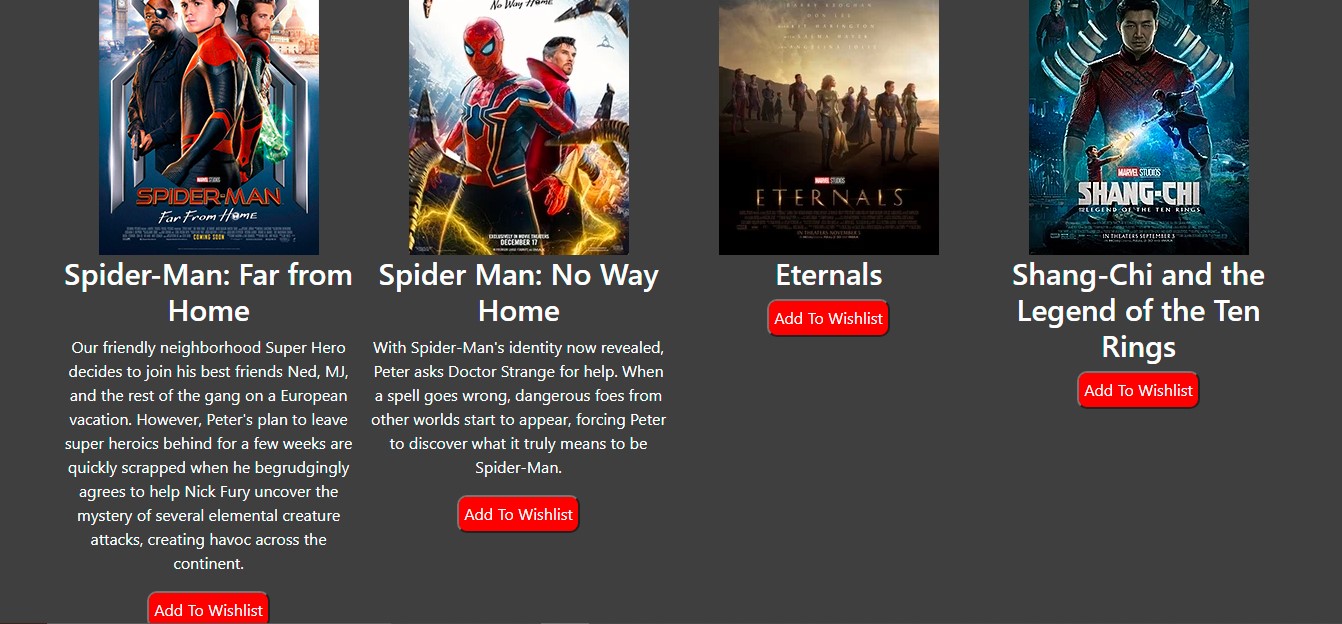 MARVEL STUDIOS
SPIDER-MAN
Far From Home
COMING SOON
No Way Home
EXCLUSIVELY IN MOVIE THEATERS
DECEMBER 17
MARVEL STUDIOS
ETERNALS
IN THEATERS NOVEMBER 5
MARVEL STUDIOS
SHANG-CHI
AND THE LEGEND OF THE TEN RINGS
IN THEATERS SEPTEMBER 3
Spider-Man: Far from
Home
Our friendly neighborhood Super Hero
decides to join his best friends Ned, MJ,
and the rest of the gang on a European
vacation. However, Peter's plan to leave
super heroics behind for a few weeks are
quickly scrapped when he begrudgingly
agrees to help Nick Fury uncover the
mystery of several elemental creature
attacks, creating havoc across the
continent.
Add To Wishlist
Spider Man: No Way
Home
With Spider-Man's identity now revealed,
Peter asks Doctor Strange for help. When
a spell goes wrong, dangerous foes from
other worlds start to appear, forcing Peter
to discover what it truly means to be
Spider-Man.
Add To Wishlist
Eternals
Add To Wishlist
Shang-Chi and the
Legend of the Ten
Rings
Add To Wishlist